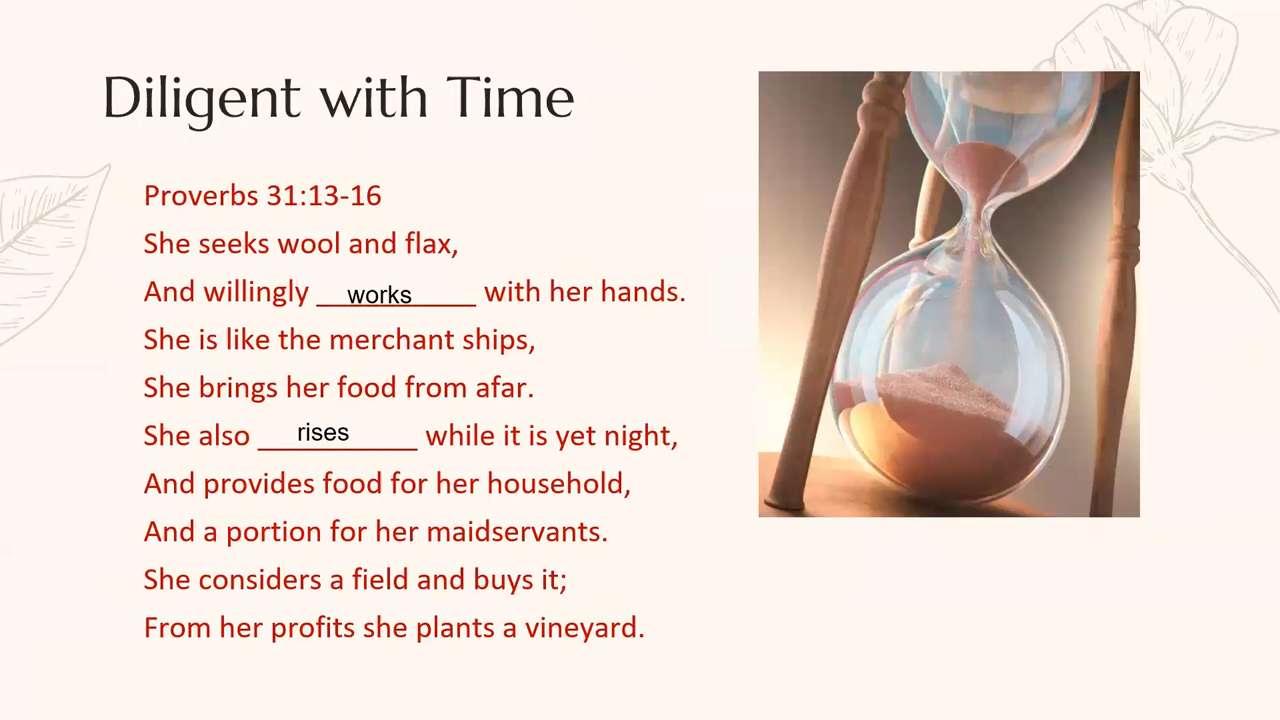 Diligent with Time
Proverbs 31:13-16
She seeks wool and flax,
And willingly works with her hands.
She is like the merchant ships,
She brings her food from afar.
She also rises while it is yet night,
And provides food for her household,
And a portion for her maidservants.
She considers a field and buys it;
From her profits she plants a vineyard.